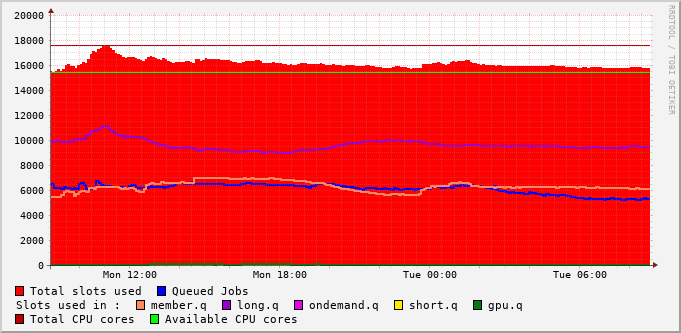 20000
18000
16000
14000
12000
10000
8000
6000
4000
2000
0
Mon 12:00 Mon 18:00 Tue 00:00 Tue 06:00
Total slots used Queued Jobs
Slots used in : member.q long.q ondemand.q short.q gpu.q
Total CPU cores Available CPU cores
RRDTOOL / TOBI OETIKER